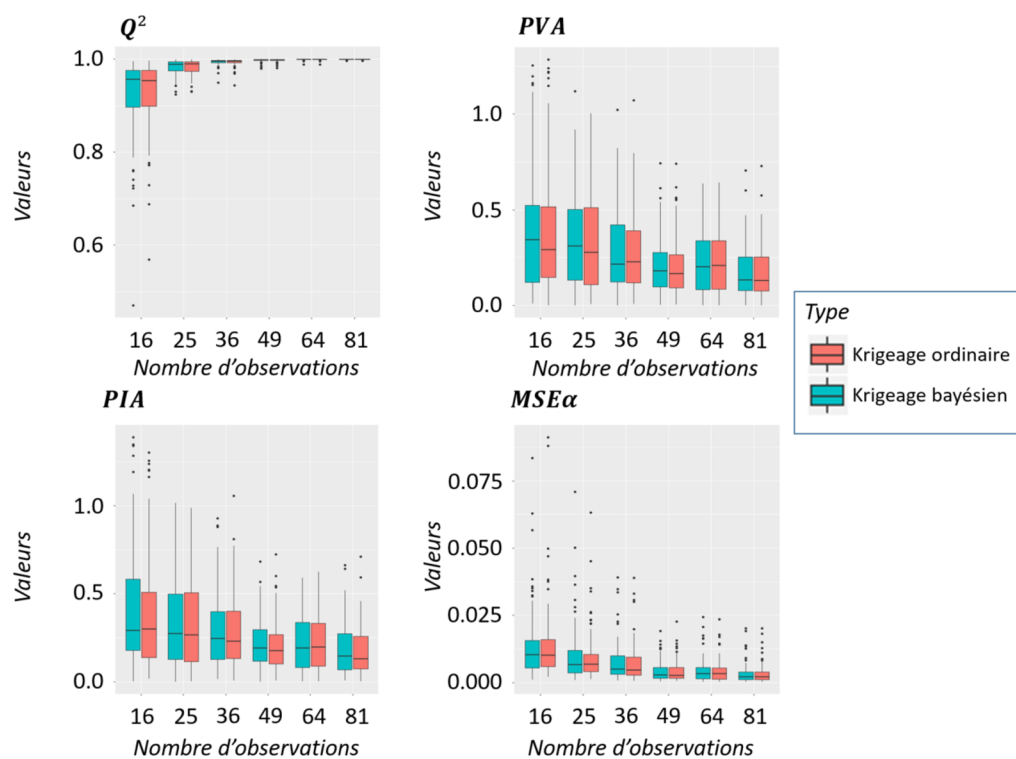 Q²
Valeurs
1.0
0.8
0.6
16 25 36 49 64 81
Nombre d’observations
PVA
Valeurs
1.0
0.5
0.0
16 25 36 49 64 81
Nombre d’observations
PIA
Valeurs
1.0
0.5
0.0
16 25 36 49 64 81
Nombre d’observations
MSEα
Valeurs
0.075
0.050
0.025
0.000
16 25 36 49 64 81
Nombre d’observations
Type
Krigeage ordinaire
Krigeage bayésien